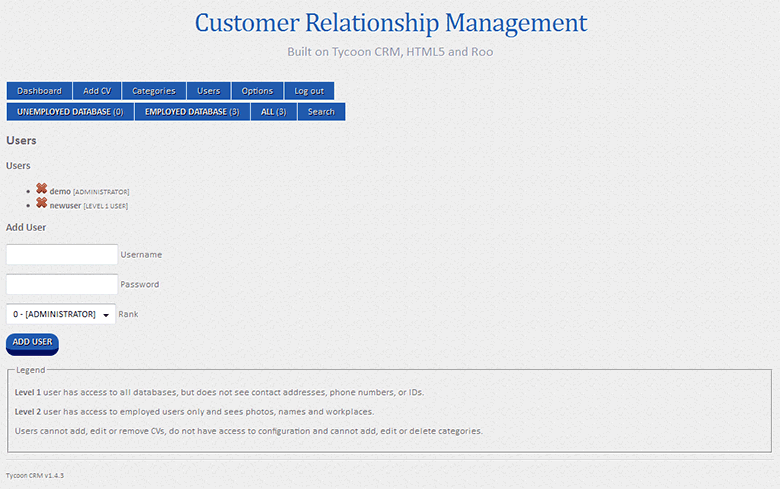 Customer Relationship Management
Built on Tycoon CRM, HTML5 and Roo
Dashboard Add CV Categories Users Options Log out
UNEMPLOYED DATABASE (0) EMPLOYED DATABASE (3) ALL (3) Search
Users
Users
demo [ADMINISTRATOR]
newuser [LEVEL 1 USER]
Add User
Username
Password
0 - [ADMINISTRATOR] Rank
ADD USER
Legend
Level 1 user has access to all databases, but does not see contact addresses, phone numbers, or IDs.
Level 2 user has access to employed users only and sees photos, names and workplaces.
Users cannot add, edit or remove CVs, do not have access to configuration and cannot add, edit or delete categories.
Tycoon CRM v1.4.3